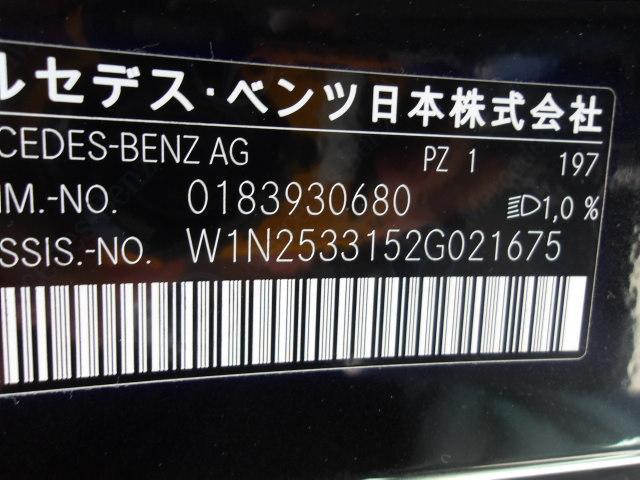 ルセデス・ベンツ日本株式会社
CEDES-BENZ AG PZ 1 197
M.-NO. 0183930680 1,0 %
SSIS.-NO. W1N2533152G021675